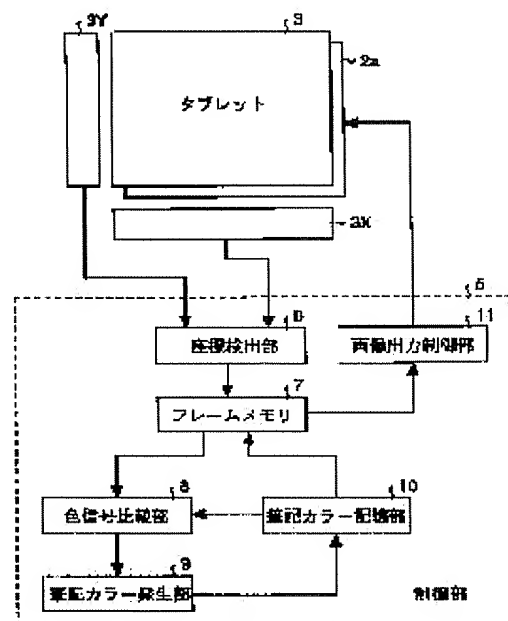 3Y
3
2a
タブレット
3X
5
6
11
座標検出部
画像出力制御部
7
フレームメモリ
8
10
色信号比較部
筆記カラー記憶部
9
筆記カラー発生部
制御部